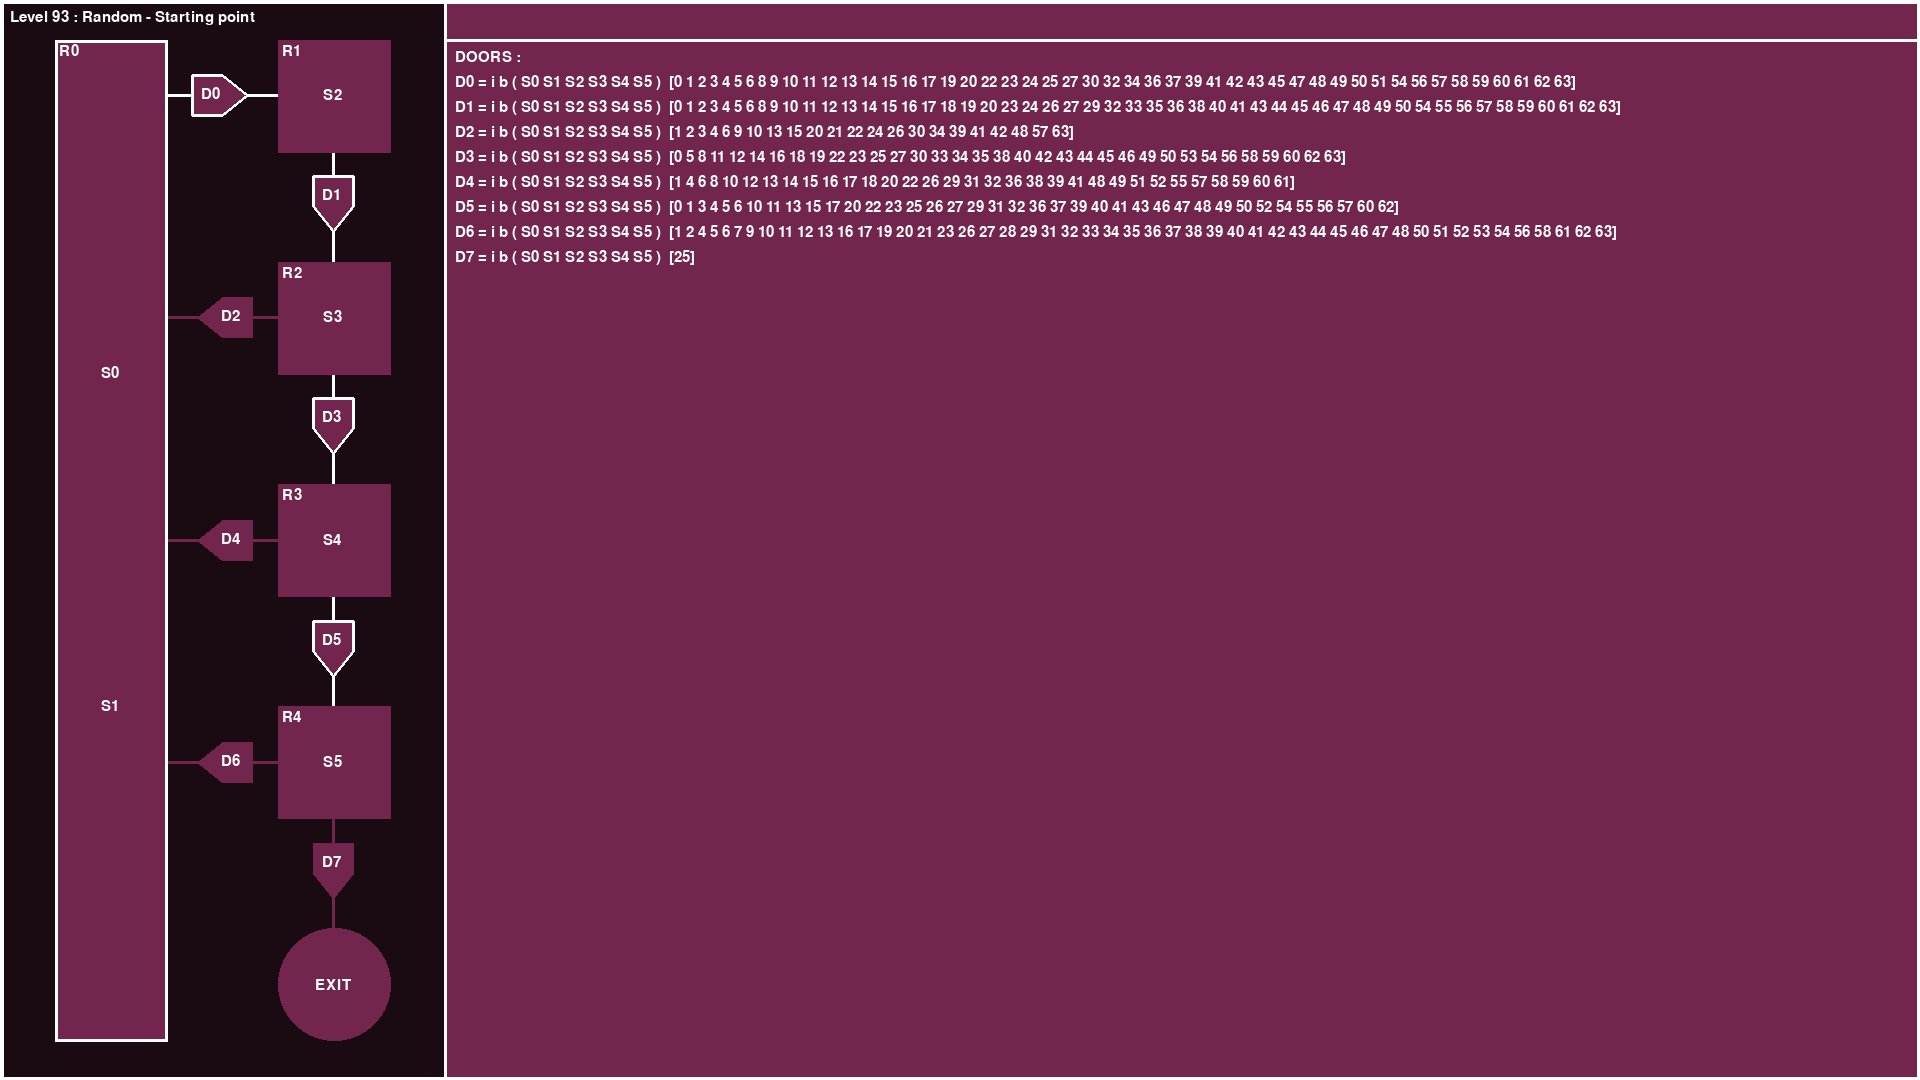 Level 93 : Random - Starting point
R0
S0
S1
D0
R1
S2
D1
R2
S3
D2
D3
R3
S4
D4
D5
R4
S5
D6
D7
EXIT
DOORS :
D0 = i b ( S0 S1 S2 S3 S4 S5 ) [0 1 2 3 4 5 6 8 9 10 11 12 13 14 15 16 17 19 20 22 23 24 25 27 30 32 34 36 37 39 41 42 43 45 47 48 49 50 51 54 56 57 58 59 60 61 62 63]
D1 = i b ( S0 S1 S2 S3 S4 S5 ) [0 1 2 3 4 5 6 8 9 10 11 12 13 14 15 16 17 18 19 20 23 24 26 27 29 32 33 35 36 38 40 41 43 44 45 46 47 48 49 50 54 55 56 57 58 59 60 61 62 63]
D2 = i b ( S0 S1 S2 S3 S4 S5 ) [1 2 3 4 6 9 10 13 15 20 21 22 24 26 30 34 39 41 42 48 57 63]
D3 = i b ( S0 S1 S2 S3 S4 S5 ) [0 5 8 11 12 14 16 18 19 22 23 25 27 30 33 34 35 38 40 42 43 44 45 46 49 50 53 54 56 58 59 60 62 63]
D4 = i b ( S0 S1 S2 S3 S4 S5 ) [1 4 6 8 10 12 13 14 15 16 17 18 20 22 26 29 31 32 36 38 39 41 48 49 51 52 55 57 58 59 60 61]
D5 = i b ( S0 S1 S2 S3 S4 S5 ) [0 1 3 4 5 6 10 11 13 15 17 20 22 23 25 26 27 29 31 32 36 37 39 40 41 43 46 47 48 49 50 52 54 55 56 57 60 62]
D6 = i b ( S0 S1 S2 S3 S4 S5 ) [1 2 4 5 6 7 9 10 11 12 13 16 17 19 20 21 23 26 27 28 29 31 32 33 34 35 36 37 38 39 40 41 42 43 44 45 46 47 48 50 51 52 53 54 56 58 61 62 63]
D7 = i b ( S0 S1 S2 S3 S4 S5 ) [25]